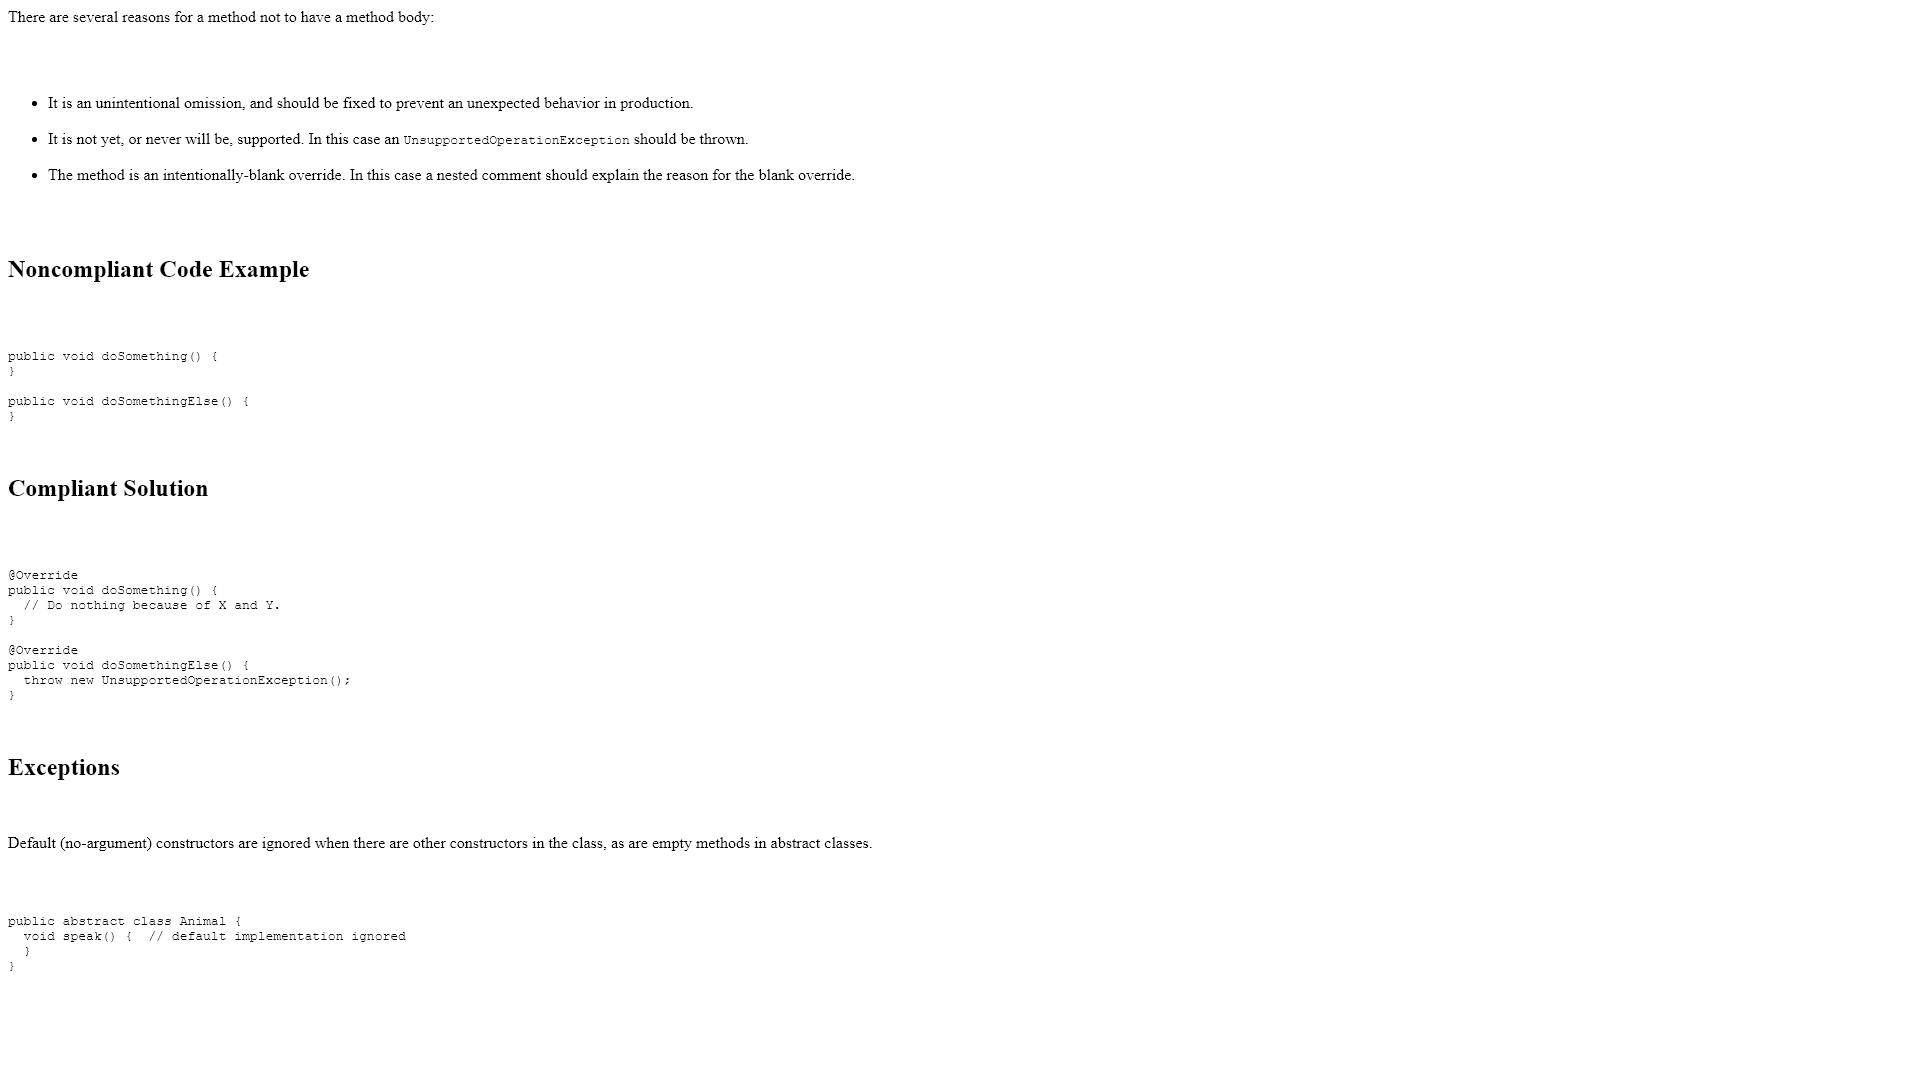 There are several reasons for a method not to have a method body:
• It is an unintentional omission, and should be fixed to prevent an unexpected behavior in production.
• It is not yet, or never will be, supported. In this case an UnsupportedOperationException should be thrown.
• The method is an intentionally-blank override. In this case a nested comment should explain the reason for the blank override.
Noncompliant Code Example
public void doSomething() {
}
public void doSomethingElse() {
}
Compliant Solution
@Override
public void doSomething() {
  // Do nothing because of X and Y.
}
@Override
public void doSomethingElse() {
  throw new UnsupportedOperationException();
}
Exceptions
Default (no-argument) constructors are ignored when there are other constructors in the class, as are empty methods in abstract classes.
public abstract class Animal {
  void speak() {  // default implementation ignored
  }
}